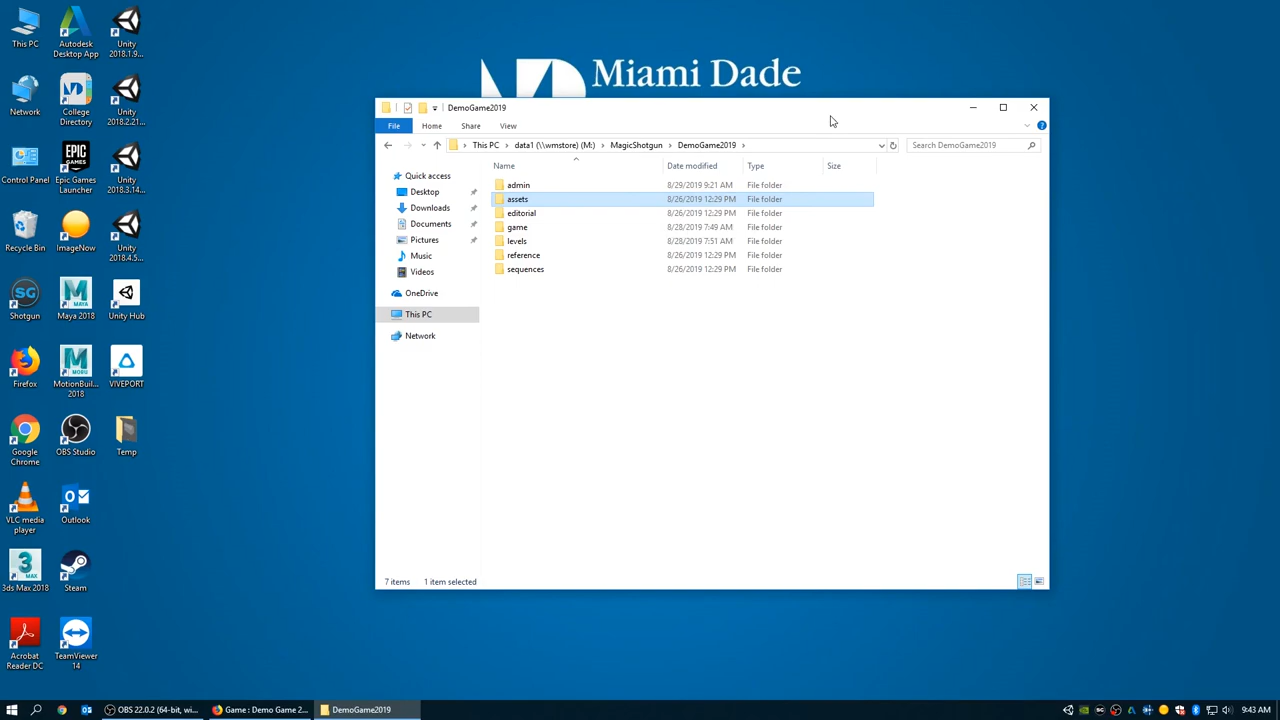 This PC
Autodesk
Desktop App
Unity
2018.1.9...
Network
College
Directory
Unity
2018.2.21...
Control Panel
Epic Games
Launcher
Unity
2018.3.14...
Recycle Bin
ImageNow
Unity
2018.4.5...
Shotgun
Maya 2018
Unity Hub
Firefox
MotionBuil...
2018
VIVEPORT
Google
Chrome
OBS Studio
Temp
VLC media
player
Outlook
3ds Max 2018
Steam
Acrobat
Reader DC
TeamViewer
14
Miami Dade
DemoGame2019
File
Home
Share
View
This PC > data1 (\\wmstore) (M:) > MagicShotgun > DemoGame2019 >
Search DemoGame2019
Name Date modified Type Size
Quick access
Desktop
Downloads
Documents
Pictures
Music
Videos
OneDrive
This PC
Network
admin 8/29/2019 9:21 AM File folder
assets 8/26/2019 12:29 PM File folder
editorial 8/26/2019 12:29 PM File folder
game 8/28/2019 7:49 AM File folder
levels 8/28/2019 7:51 AM File folder
reference 8/26/2019 12:29 PM File folder
sequences 8/26/2019 12:29 PM File folder
7 items 1 item selected
OBS 22.0.2 (64-bit, wi...
Game : Demo Game 2...
DemoGame2019
9:43 AM